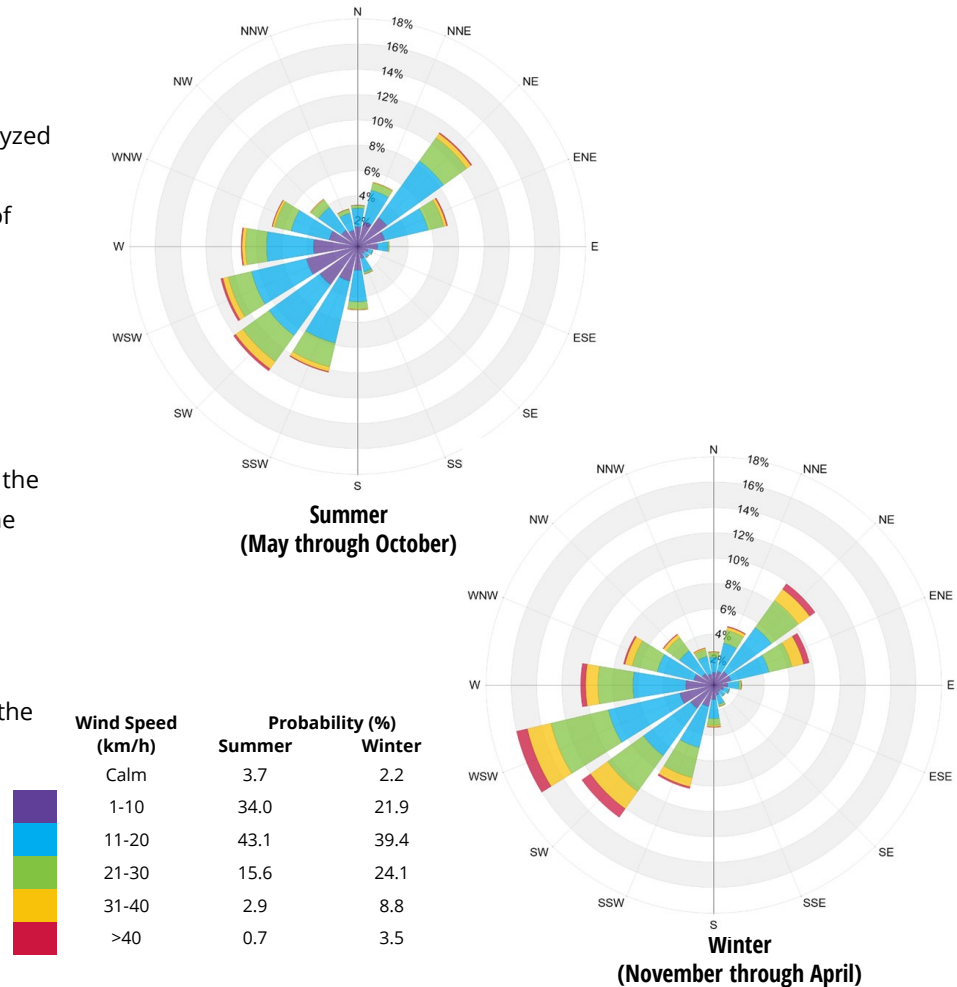 yzed
of
the
he
the
N
NNE
NE
ENE
E
ESE
SE
SS
S
SSW
SW
WSW
W
WNW
NW
NNW
18%
16%
14%
12%
10%
8%
6%
4%
2%
Summer
(May through October)
N
NNE
NE
ENE
E
ESE
SE
SSE
S
SSW
SW
WSW
W
WNW
NW
NNW
18%
16%
14%
12%
10%
8%
6%
4%
2%
Winter
(November through April)
Wind Speed Probability (%)
(km/h) Summer Winter
Calm 3.7 2.2
1-10 34.0 21.9
11-20 43.1 39.4
21-30 15.6 24.1
31-40 2.9 8.8
>40 0.7 3.5